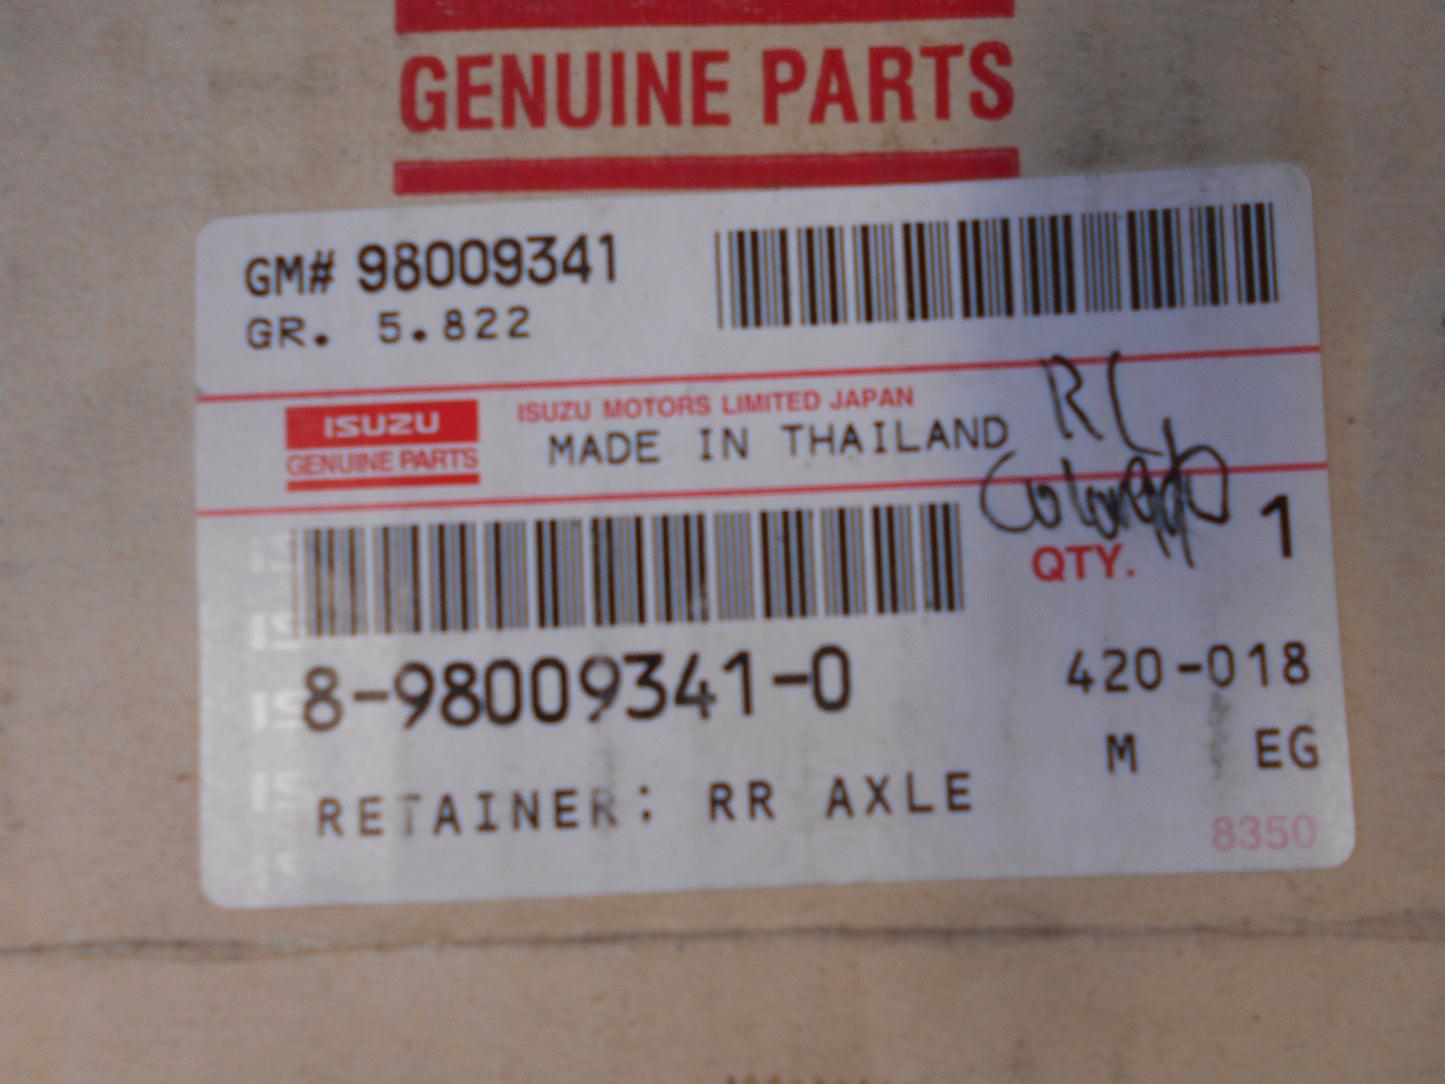 GENUINE PARTS
GM# 98009341
GR. 5.822
ISUZU
GENUINE PARTS
ISUZU MOTORS LIMITED JAPAN
MADE IN THAILAND
Colorado
QTY. 1
8-98009341-0
420-018
M EG
RETAINER: RR AXLE
8350